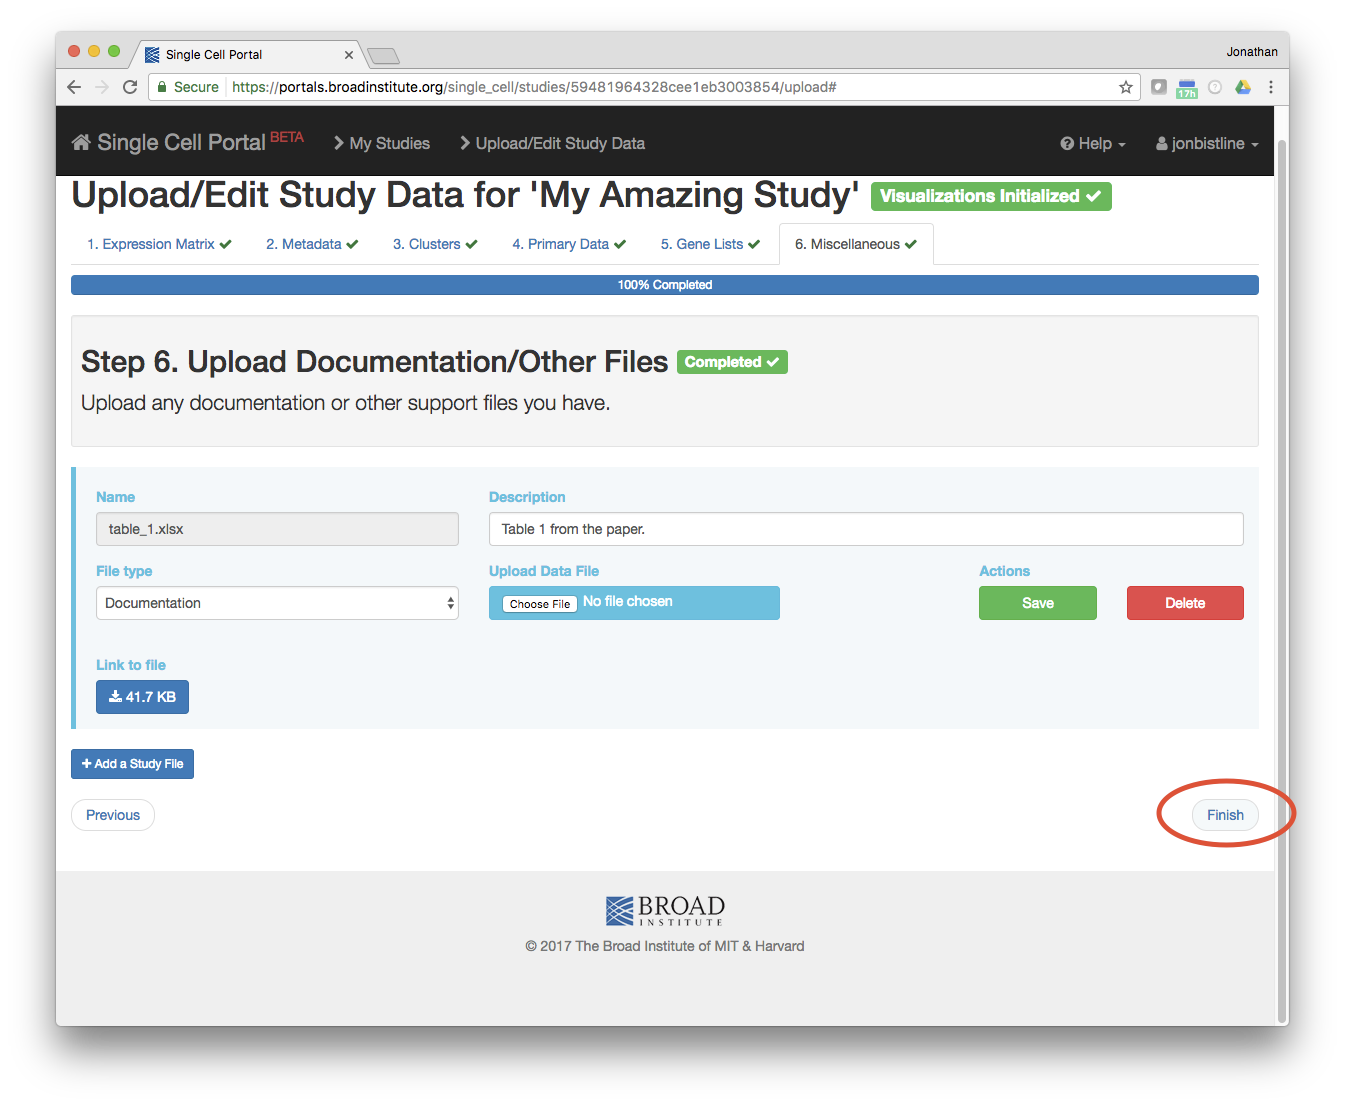 Single Cell Portal
Jonathan
Secure https://portals.broadinstitute.org/single_cell/studies/59481964328cee1eb3003854/upload#
17h
Single Cell Portal BETA My Studies Upload/Edit Study Data Help jonbistline
Upload/Edit Study Data for 'My Amazing Study' Visualizations Initialized
1. Expression Matrix 2. Metadata 3. Clusters 4. Primary Data 5. Gene Lists 6. Miscellaneous
100% Completed
Step 6. Upload Documentation/Other Files Completed
Upload any documentation or other support files you have.
Name Description
table_1.xlsx Table 1 from the paper.
File type Upload Data File Actions
Documentation Choose File No file chosen Save Delete
Link to file
41.7 KB
+ Add a Study File
Previous Finish
BROAD
INSTITUTE
© 2017 The Broad Institute of MIT & Harvard